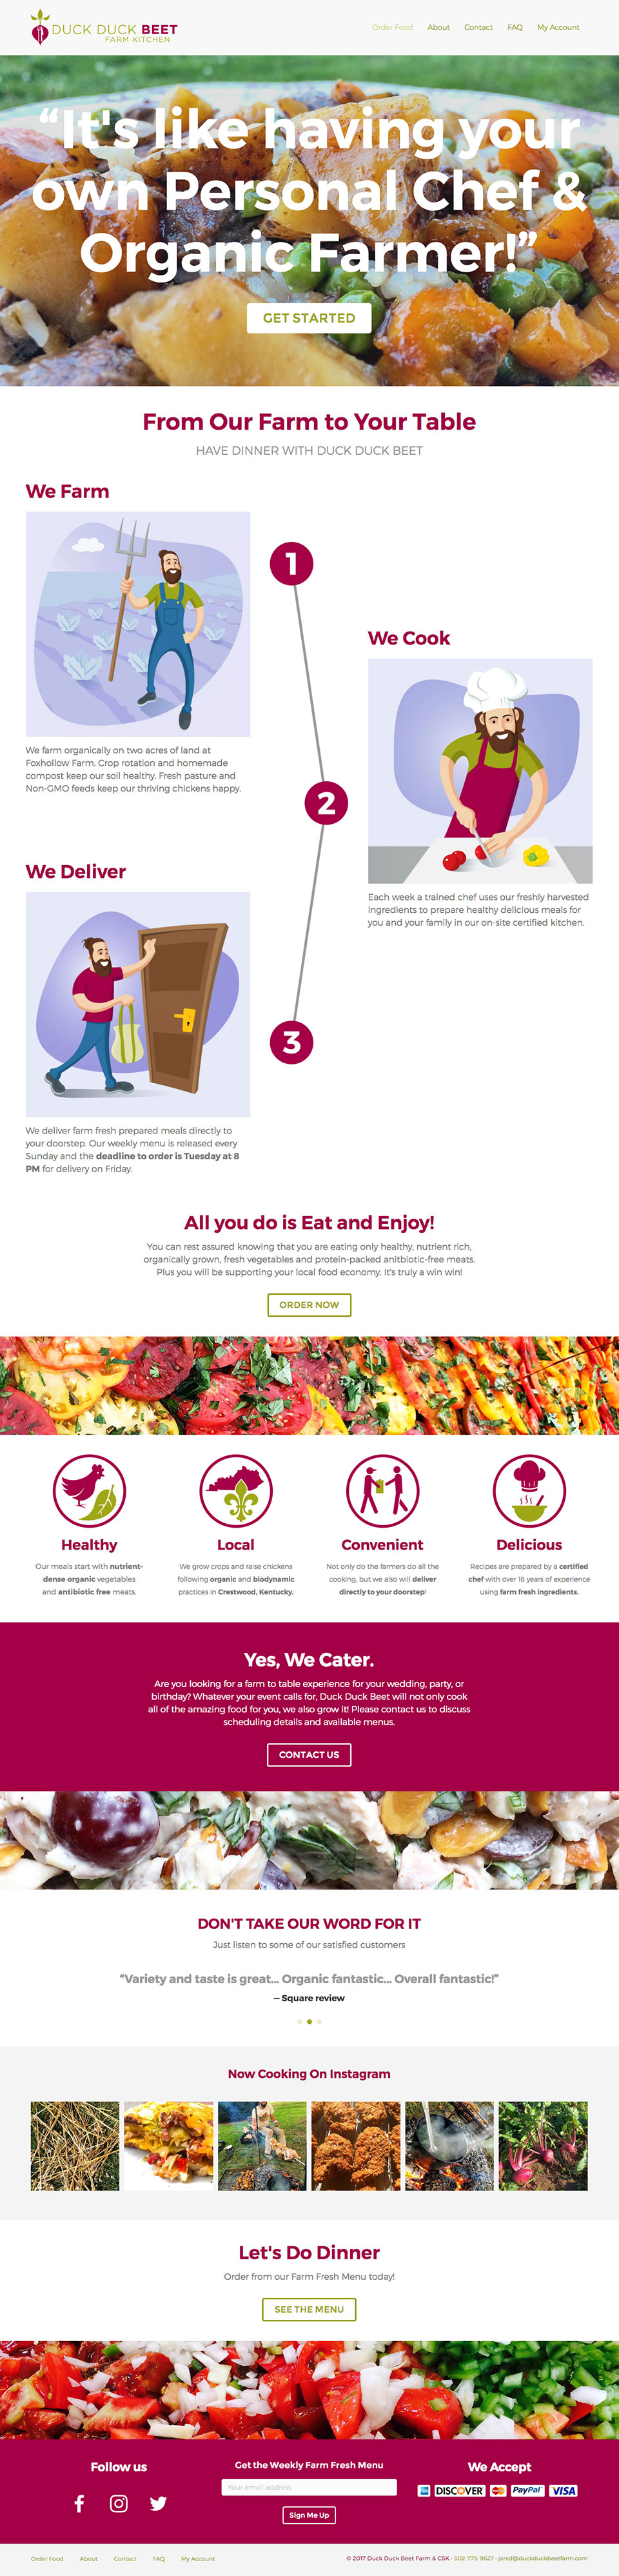 DUCK DUCK BEET
FARM KITCHEN
Order Food
About
Contact
FAQ
My Account
“It's like having your
own Personal Chef &
Organic Farmer!”
GET STARTED
From Our Farm to Your Table
HAVE DINNER WITH DUCK DUCK BEET
We Farm
1
We farm organically on two acres of land at
Foxhollow Farm. Crop rotation and homemade
compost keep our soil healthy. Fresh pasture and
Non-GMO feeds keep our thriving chickens happy.
We Cook
2
Each week a trained chef uses our freshly harvested
ingredients to prepare healthy delicious meals for
you and your family in our on-site certified kitchen.
We Deliver
3
We deliver farm fresh prepared meals directly to
your doorstep. Our weekly menu is released every
Sunday and the deadline to order is Tuesday at 8
PM for delivery on Friday.
All you do is Eat and Enjoy!
You can rest assured knowing that you are eating only healthy, nutrient rich,
organically grown, fresh vegetables and protein-packed anitbiotic-free meats.
Plus you will be supporting your local food economy. It's truly a win win!
ORDER NOW
Healthy
Our meals start with nutrient-
dense organic vegetables
and antibiotic free meats.
Local
We grow crops and raise chickens
following organic and biodynamic
practices in Crestwood, Kentucky.
Convenient
Not only do the farmers do all the
cooking, but we also will deliver
directly to your doorstep!
Delicious
Recipes are prepared by a certified
chef with over 18 years of experience
using farm fresh ingredients.
Yes, We Cater.
Are you looking for a farm to table experience for your wedding, party, or
birthday? Whatever your event calls for, Duck Duck Beet will not only cook
all of the amazing food for you, we also grow it! Please contact us to discuss
scheduling details and available menus.
CONTACT US
DON'T TAKE OUR WORD FOR IT
Just listen to some of our satisfied customers
“Variety and taste is great... Organic fantastic... Overall fantastic!”
— Square review
Now Cooking On Instagram
Let's Do Dinner
Order from our Farm Fresh Menu today!
SEE THE MENU
Follow us
Get the Weekly Farm Fresh Menu
Your email address
Sign Me Up
We Accept
DISCOVER
PayPal
VISA
Order Food
About
Contact
FAQ
My Account
© 2017 Duck Duck Beet Farm & CSK • 502-775-9627 • jared@duckduckbeetfarm.com